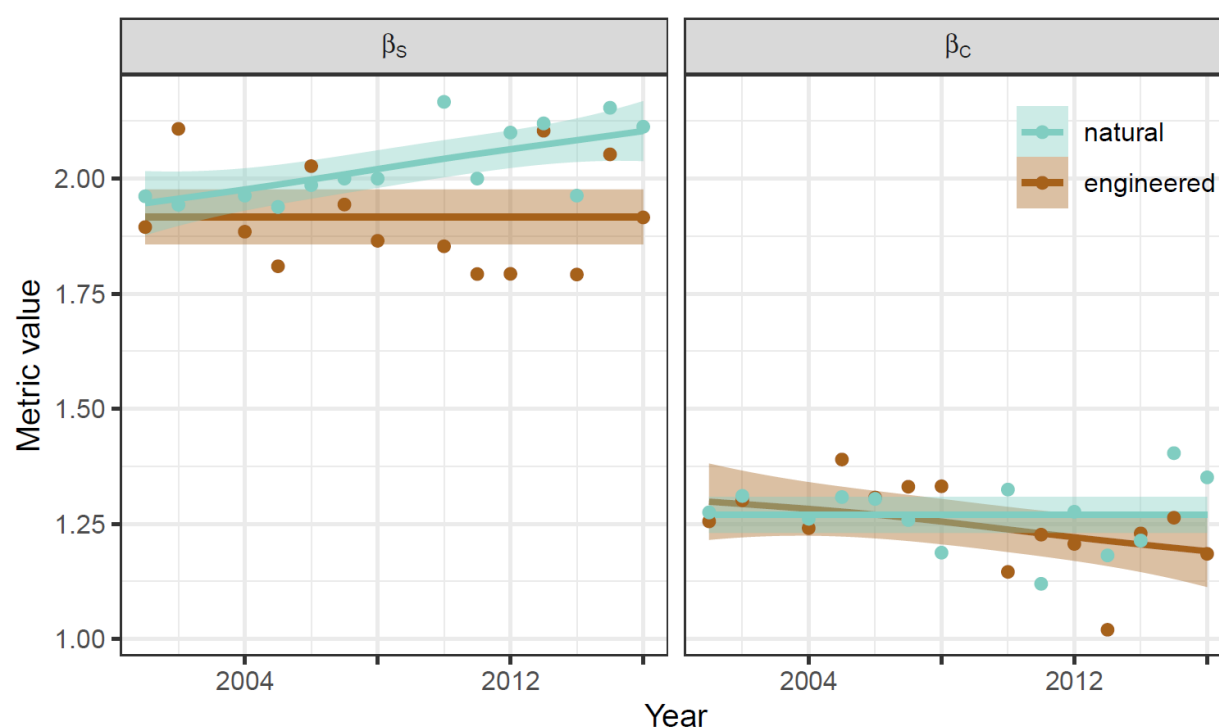 βS
βC
Metric value
2.00
1.75
1.50
1.25
1.00
natural
engineered
2004
2012
2004
2012
Year